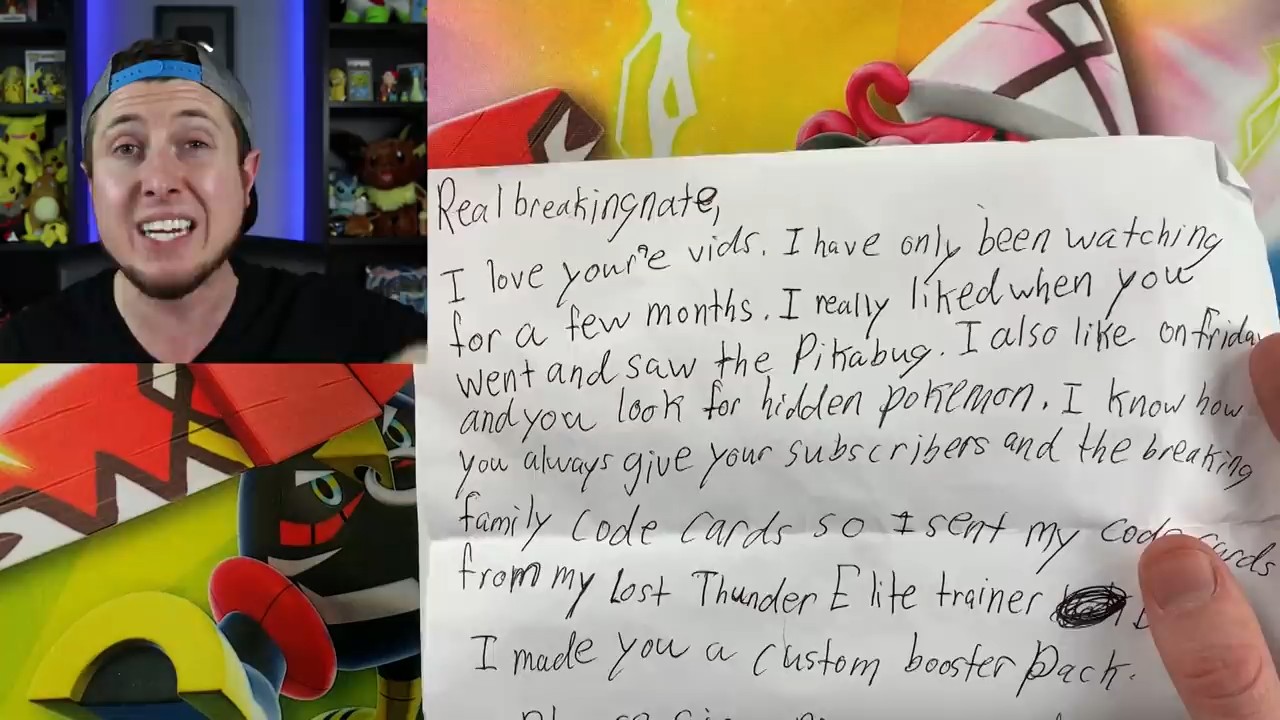 Realbreakingnate,
I love your'e vids. I have only been watching
for a few months. I really liked when you
went and saw the Pikabug. I also like on friday
and you look for hidden pokemon. I know how
you always give your subscribers and the breaking
family code cards so I sent my code cards
from my Lost Thunder Elite trainer
I made you a custom booster pack.